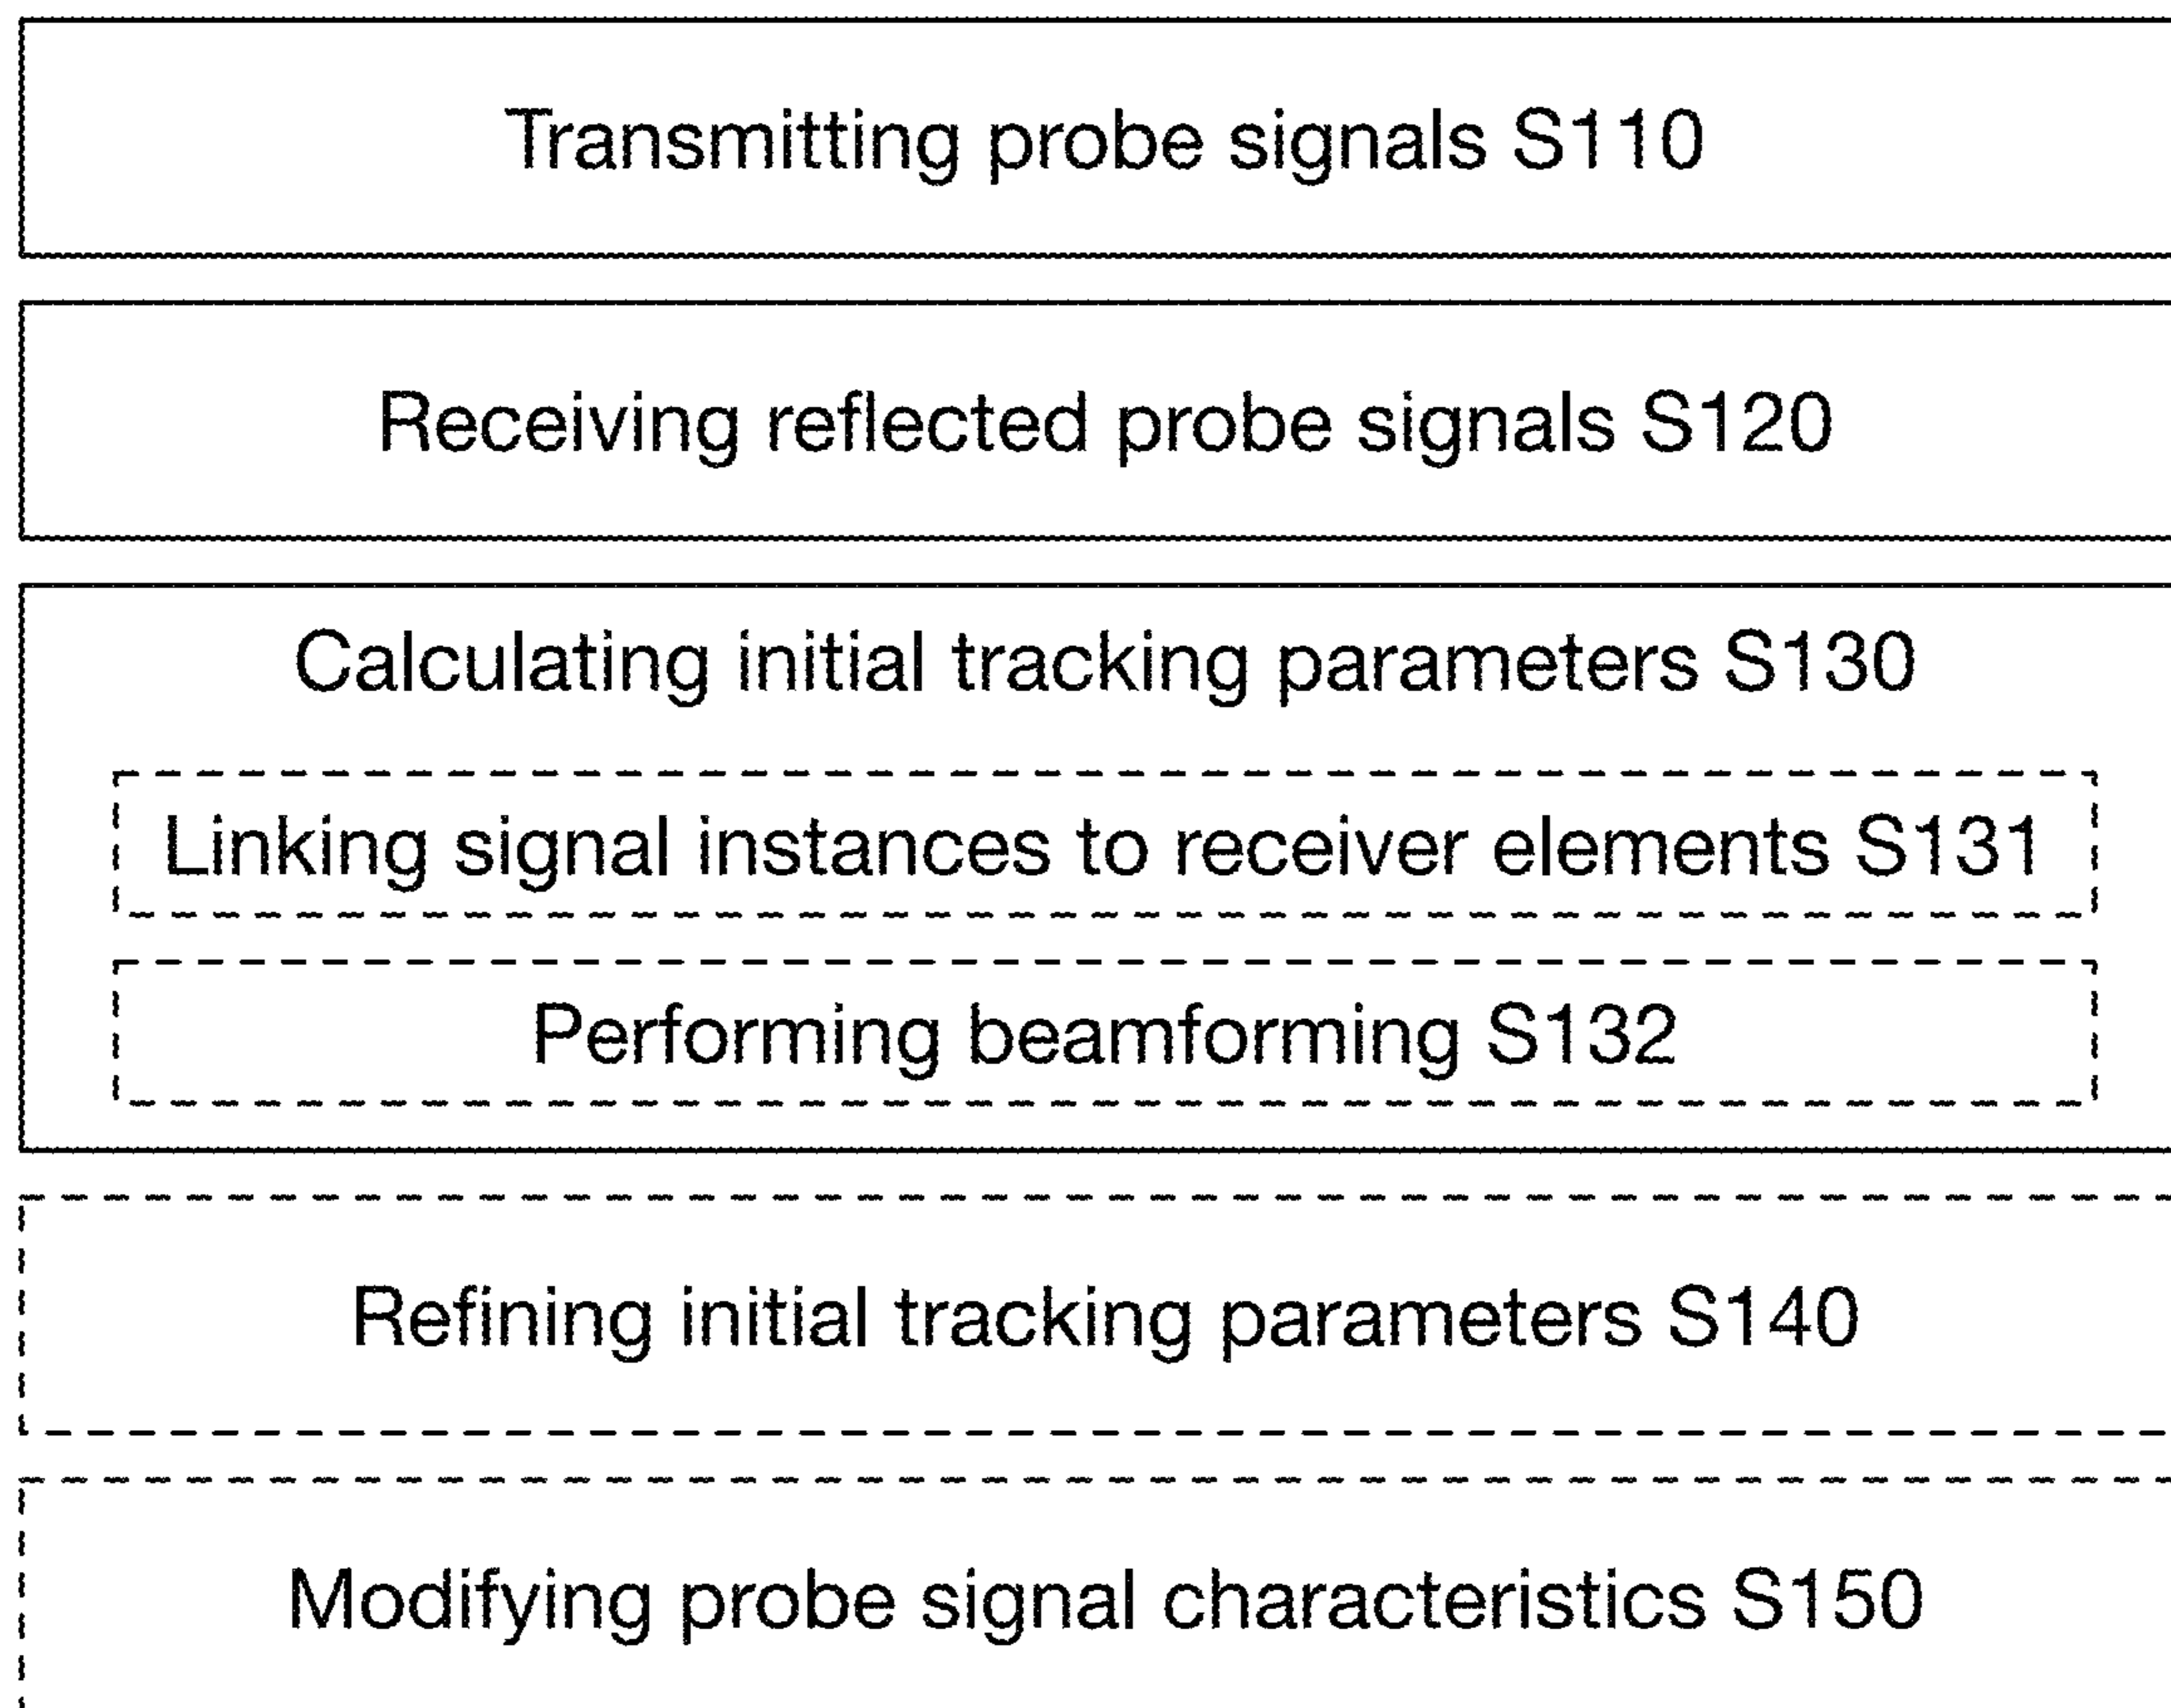 Transmitting probe signals S110
Receiving reflected probe signals S120
Calculating initial tracking parameters S130
Linking signal instances to receiver elements S131
Performing beamforming S132
Refining initial tracking parameters S140
Modifying probe signal characteristics S150